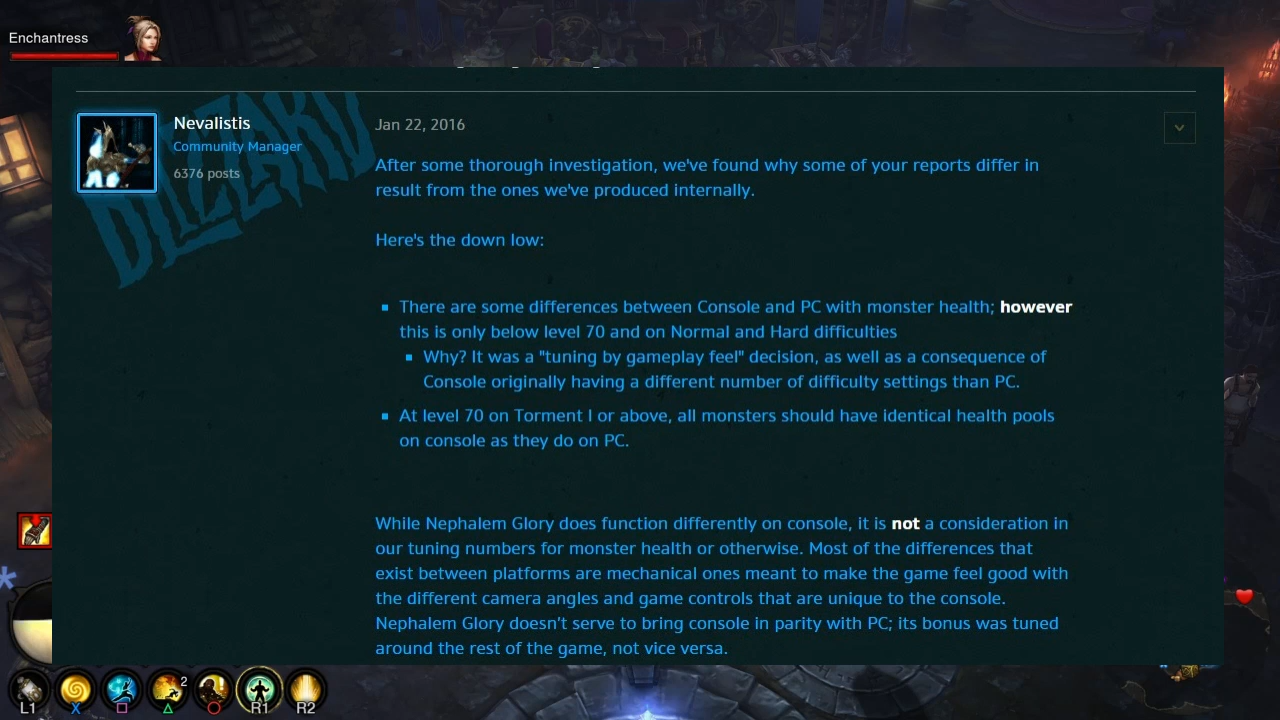 Enchantress
BLIZZARD
Nevalistis
Community Manager
6376 posts
Jan 22, 2016
After some thorough investigation, we've found why some of your reports differ in
result from the ones we've produced internally.
Here's the down low:
There are some differences between Console and PC with monster health; however
this is only below level 70 and on Normal and Hard difficulties
Why? It was a "tuning by gameplay feel" decision, as well as a consequence of
Console originally having a different number of difficulty settings than PC.
At level 70 on Torment I or above, all monsters should have identical health pools
on console as they do on PC.
While Nephalem Glory does function differently on console, it is not a consideration in
our tuning numbers for monster health or otherwise. Most of the differences that
exist between platforms are mechanical ones meant to make the game feel good with
the different camera angles and game controls that are unique to the console.
Nephalem Glory doesn't serve to bring console in parity with PC; its bonus was tuned
around the rest of the game, not vice versa.
2
L1 X R1 R2